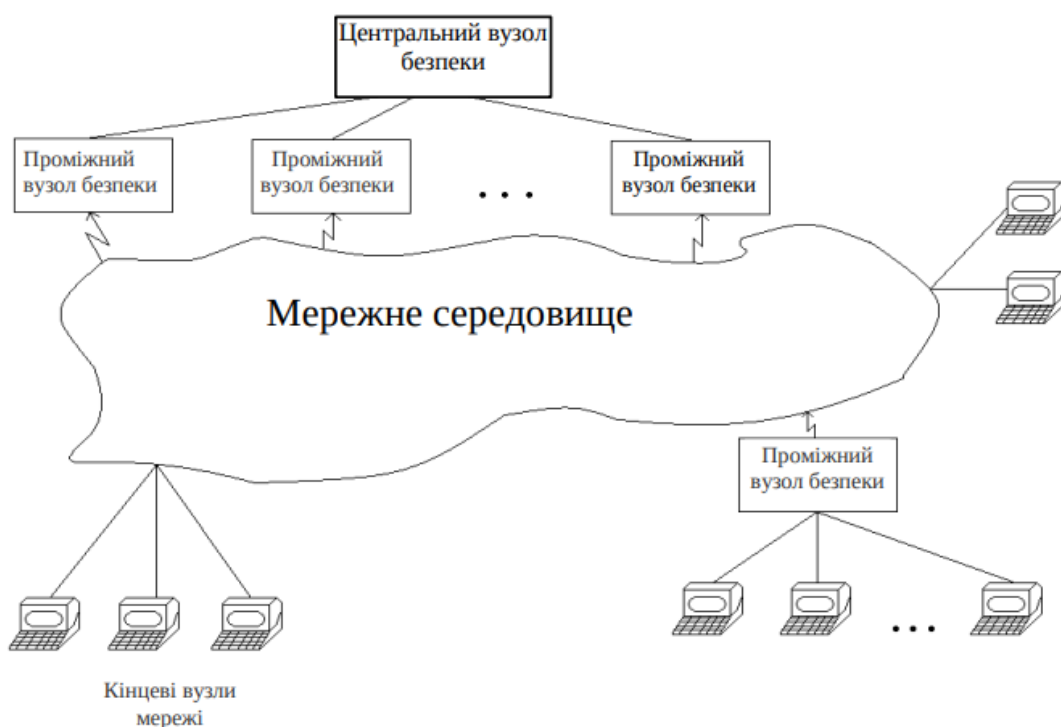 Центральний вузол
безпеки
Проміжний
вузол безпеки
Проміжний
вузол безпеки
...
Проміжний
вузол безпеки
Мережне середовище
Проміжний
вузол безпеки
...
Кінцеві вузли
мережі